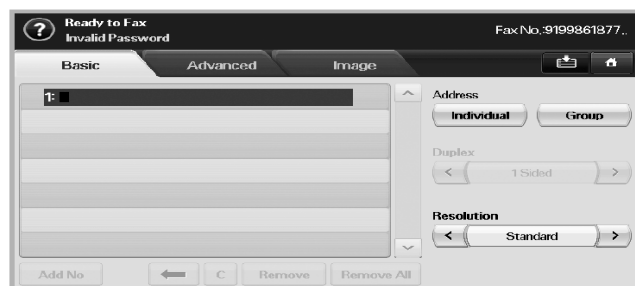 Ready to Fax
Invalid Password
Fax No.:9199861877..
Basic
Advanced
Image
1:
Address
Individual
Group
Duplex
1 Sided
Resolution
Standard
Add No
C
Remove
Remove All